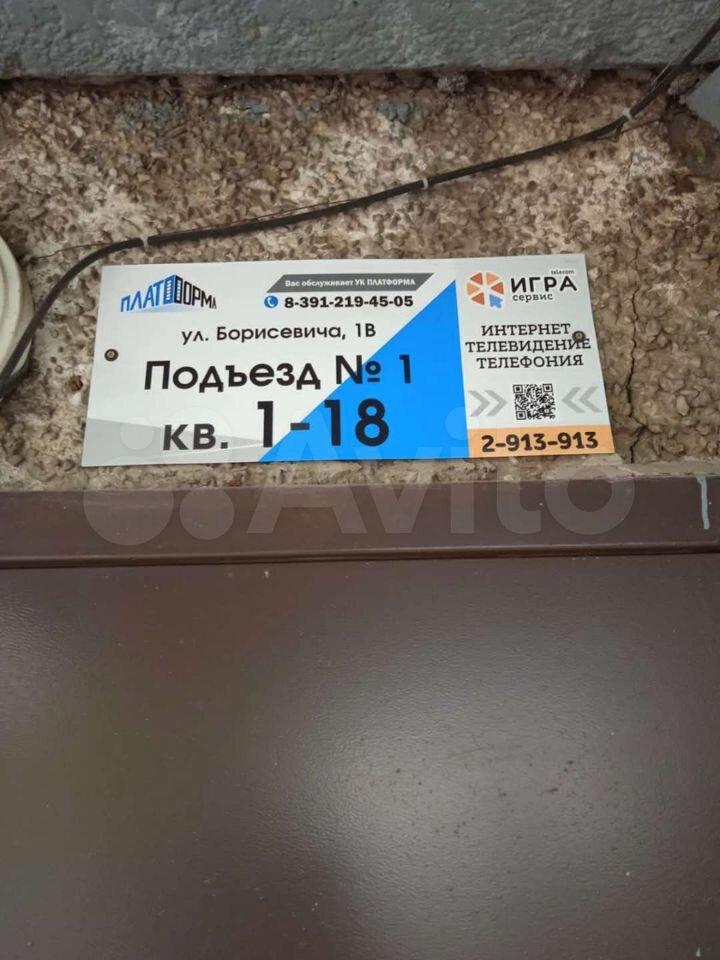 ПЛАТФОРМА
Вас обслуживает УК ПЛАТФОРМА
8-391-219-45-05
ул. Борисевича, 1В
Подъезд № 1
кв. 1-18
telecom
ИГРА
сервис
ИНТЕРНЕТ
ТЕЛЕВИДЕНИЕ
ТЕЛЕФОНИЯ
2-913-913
Avito